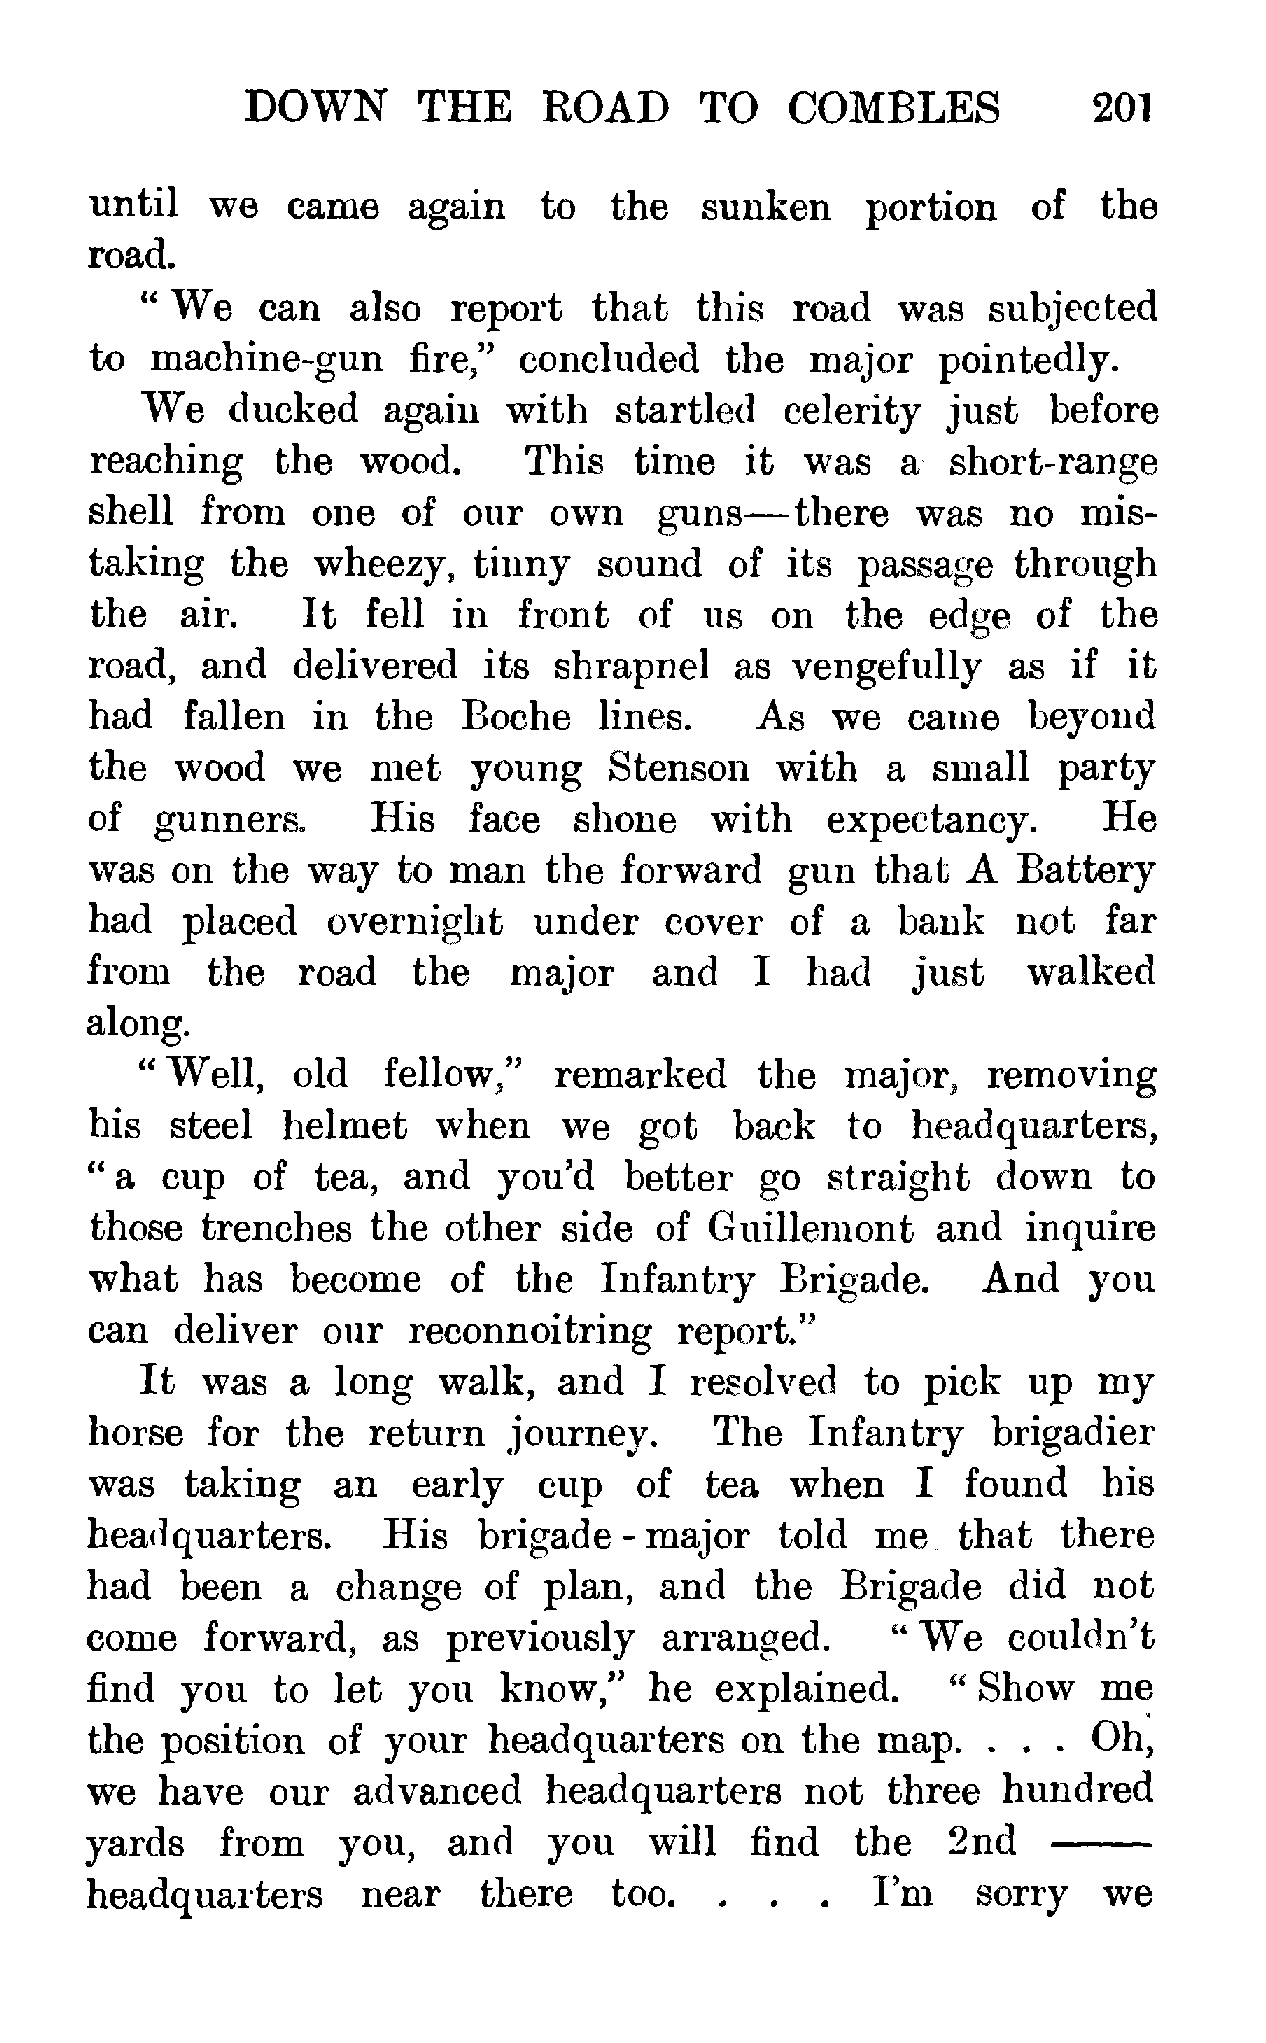 DOWN THE ROAD TO COMBLES 201
until we came again to the sunken portion of the
road.
“ We can also report that this road was subjected
to machine-gun fire,” concluded the major pointedly.
We ducked again with startled celerity just before
reaching the wood. This time it was a short-range
shell from one of our own guns—there was no mis-
taking the wheezy, tinny sound of its passage through
the air. It fell in front of us on the edge of the
road, and delivered its shrapnel as vengefully as if it
had fallen in the Boche lines. As we came beyond
the wood we met young Stenson with a small party
of gunners. His face shone with expectancy. He
was on the way to man the forward gun that A Battery
had placed overnight under cover of a bank not far
from the road the major and I had just walked
along.
“ Well, old fellow,” remarked the major, removing
his steel helmet when we got back to headquarters,
“ a cup of tea, and you’d better go straight down to
those trenches the other side of Guillemont and inquire
what has become of the Infantry Brigade. And you
can deliver our reconnoitring report.”
It was a long walk, and I resolved to pick up my
horse for the return journey. The Infantry brigadier
was taking an early cup of tea when I found his
headquarters. His brigade - major told me that there
had been a change of plan, and the Brigade did not
come forward, as previously arranged. “ We couldn’t
find you to let you know,” he explained. “ Show me
the position of your headquarters on the map. . . . Oh,
we have our advanced headquarters not three hundred
yards from you, and you will find the 2nd ——
headquarters near there too. . . . I’m sorry we